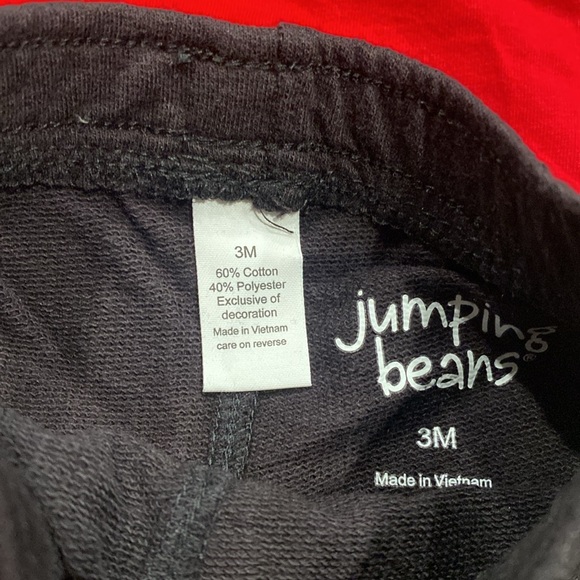 3M
60% Cotton
40% Polyester
Exclusive of
decoration
Made in Vietnam
care on reverse
jumping
beans®
3M
Made in Vietnam